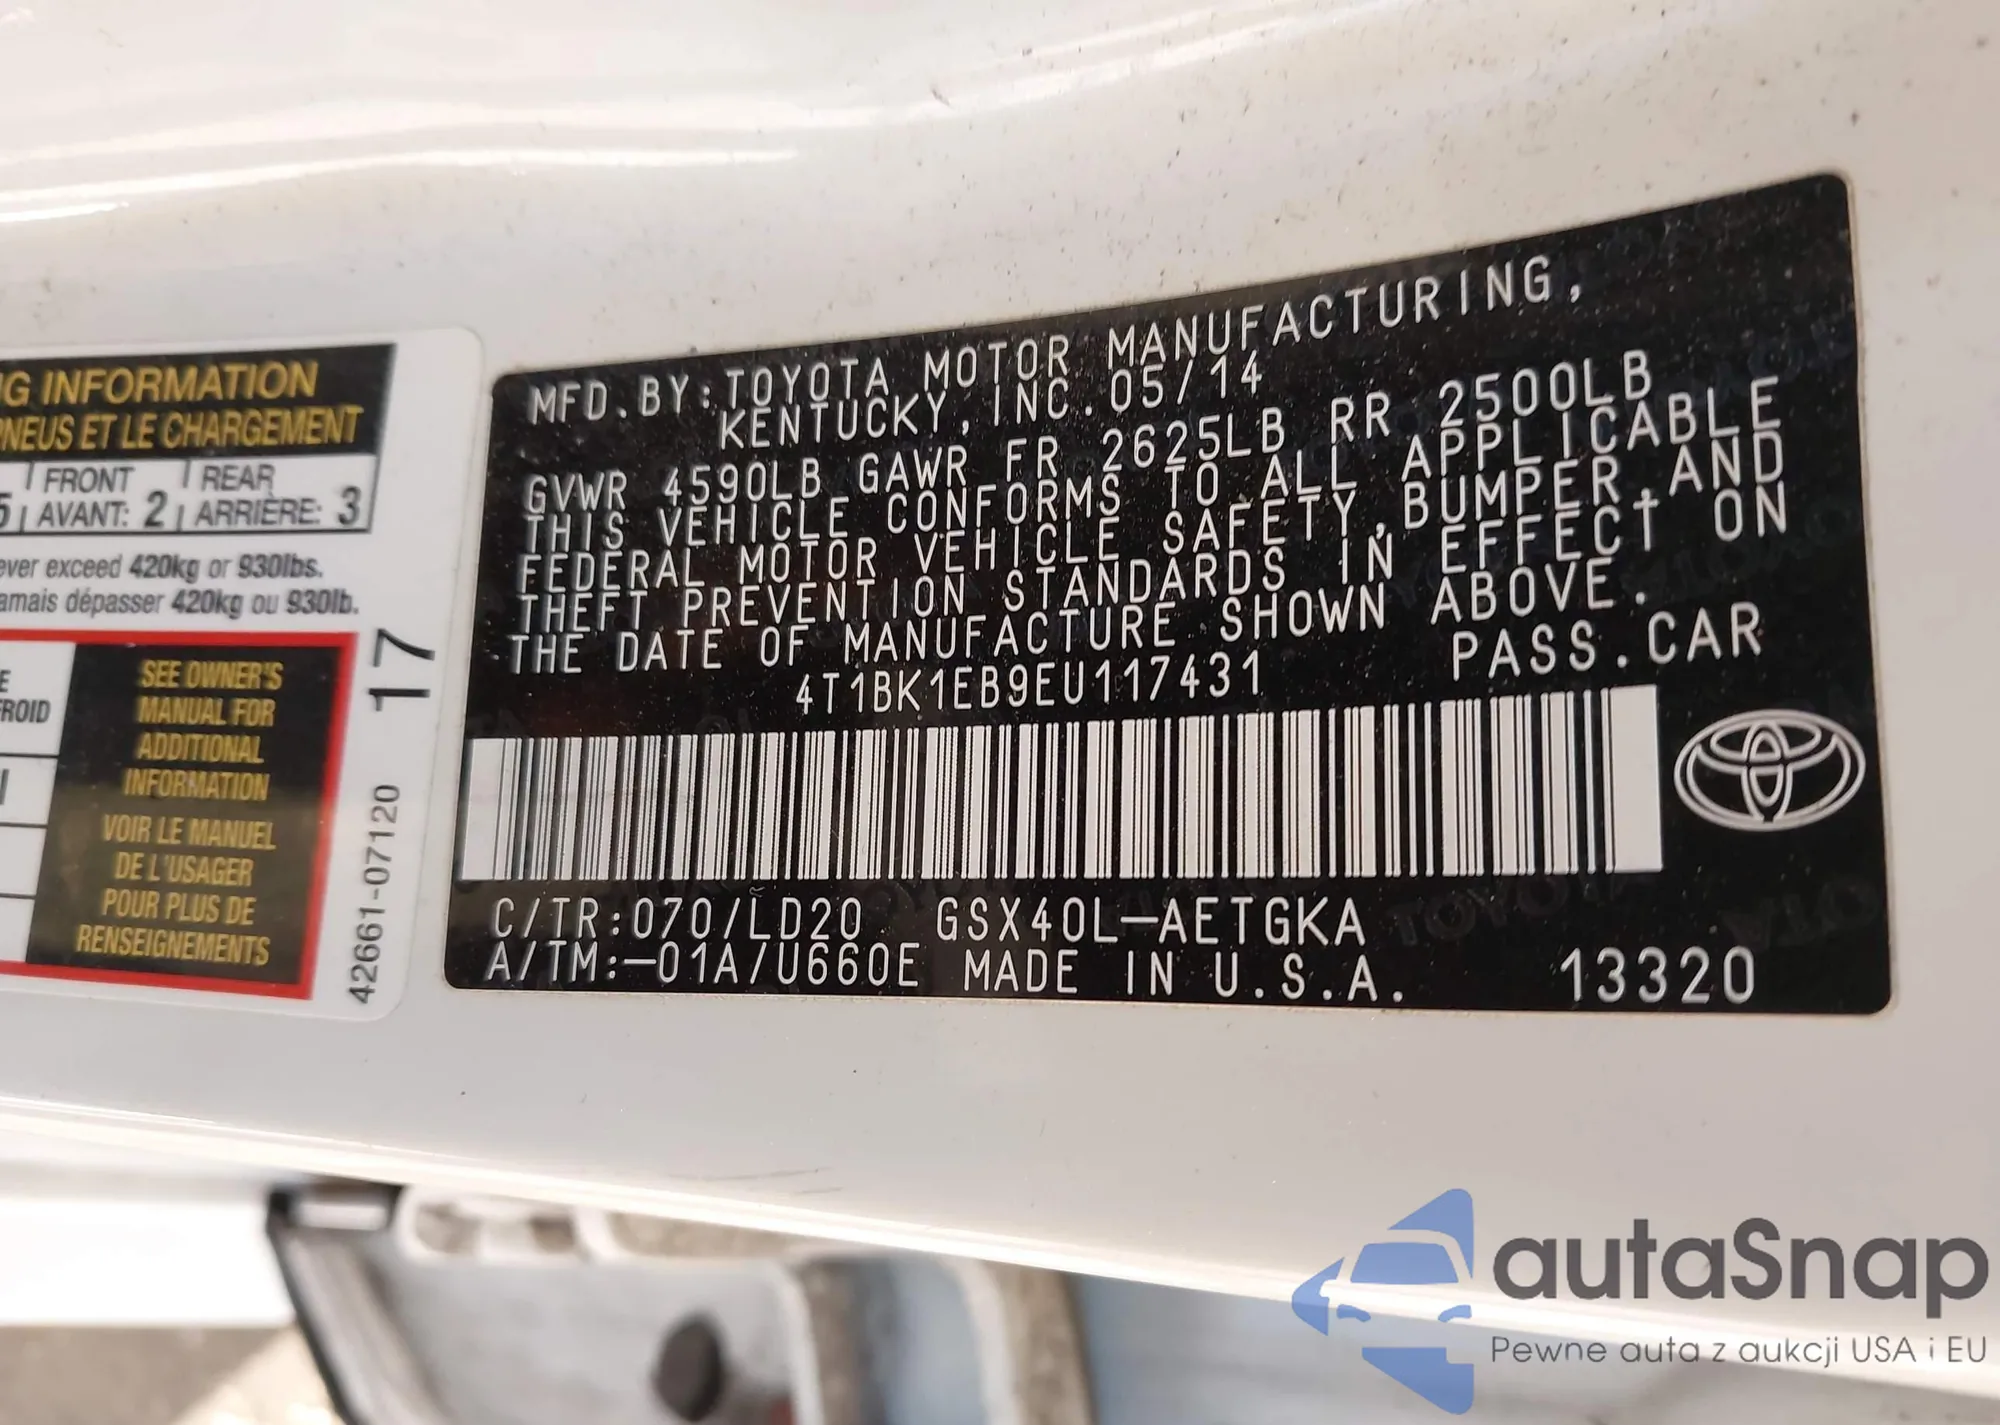 NG INFORMATION
PNEUS ET LE CHARGEMENT
5 FRONT REAR
AVANT: 2 ARRIÈRE: 3
ever exceed 420kg or 930lbs.
amais dépasser 420kg ou 930lb.
FROID
SEE OWNER'S
MANUAL FOR
ADDITIONAL
INFORMATION
VOIR LE MANUEL
DE L'USAGER
POUR PLUS DE
RENSEIGNEMENTS
42661-07120 17
MFD.BY:TOYOTA MOTOR MANUFACTURING,
KENTUCKY,INC.05/14
GVWR 4590LB GAWR FR 2625LB RR 2500LB
THIS VEHICLE CONFORMS TO ALL APPLICABLE
FEDERAL MOTOR VEHICLE SAFETY,BUMPER,AND
THEFT PREVENTION STANDARDS IN EFFECT ON
THE DATE OF MANUFACTURE SHOWN ABOVE.
4T1BK1EB9EU117431 PASS.CAR
C/TR:070/LD20 GSX40L-AETGKA
A/TM:-01A/U660E MADE IN U.S.A. 13320
autaSnap
Pewne auta z aukcji USA i EU